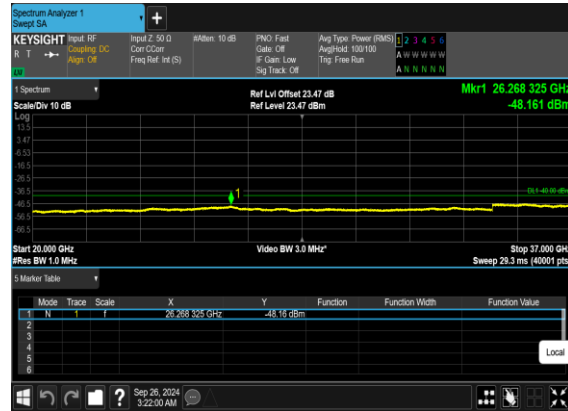 Spectrum Analyzer 1
Swept SA
+
KEYSIGHT Input: RF Input Z: 50 Ω #Atten: 10 dB PNO: Fast Avg Type: Power (RMS) 1 2 3 4 5 6
R T Coupling: DC Corr CCorr Gate: Off Avg|Hold: 100/100 A W W W W W
Align: Off Freq Ref: Int (S) IF Gain: Low Trig: Free Run
LW Sig Track: Off A N N N N N
1 Spectrum Ref Lvl Offset 23.47 dB Mkr1 26.268 325 GHz
Scale/Div 10 dB Ref Level 23.47 dBm -48.161 dBm
Log
13.5
3.47
-6.53
-16.5
-26.5
-36.5 1 DL1 -40.00 dBm
-46.5
-56.5
-66.5
Start 20.000 GHz Video BW 3.0 MHz* Stop 37.000 GHz
#Res BW 1.0 MHz Sweep 29.3 ms (40001 pts)
5 Marker Table
Mode Trace Scale X Y Function Function Width Function Value
1 N 1 f 26.268 325 GHz -48.16 dBm
2
3
4
5
6
Local
? Sep 26, 2024
3:22:00 AM